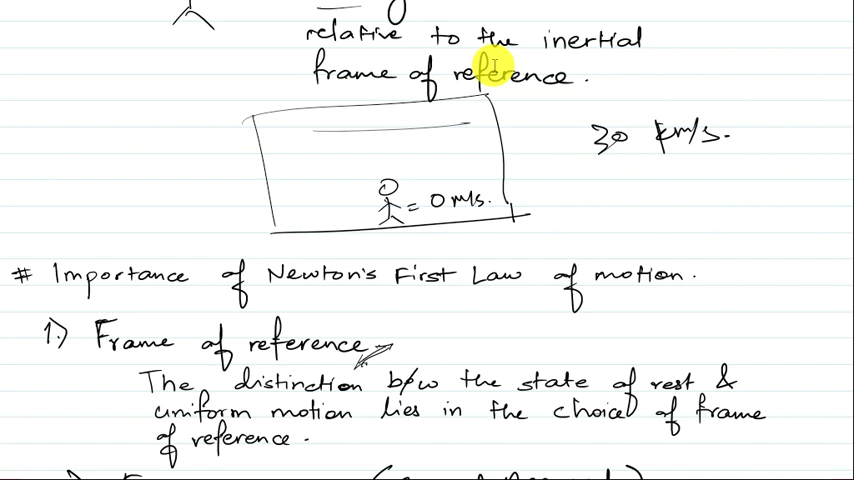 relative to the inertial
frame of reference.
30 km/s.
= 0 m/s.
# Importance of Newton's First Law of motion.
1.) Frame of reference
The distinction b/w the state of rest &
uniform motion lies in the choice of frame
of reference.